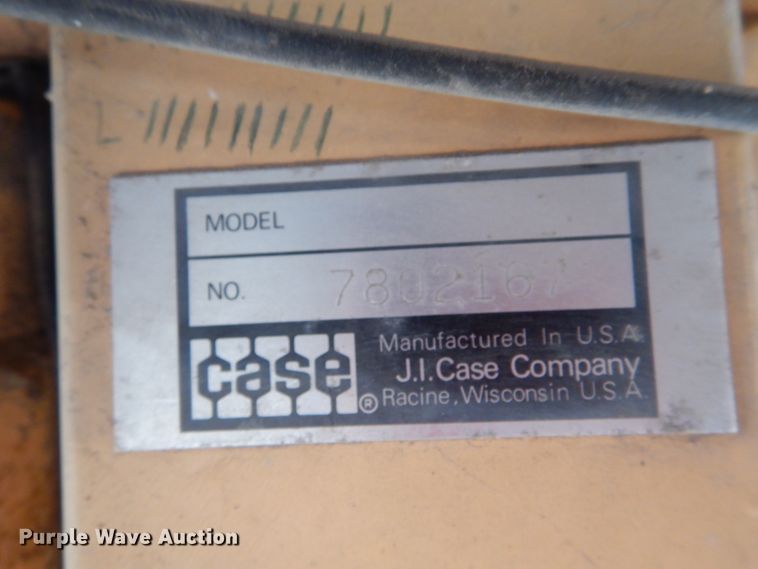 L
MODEL
NO. 7802167
case ®
Manufactured In U.S.A.
J.I.Case Company
Racine, Wisconsin U.S.A.
Purple Wave Auction